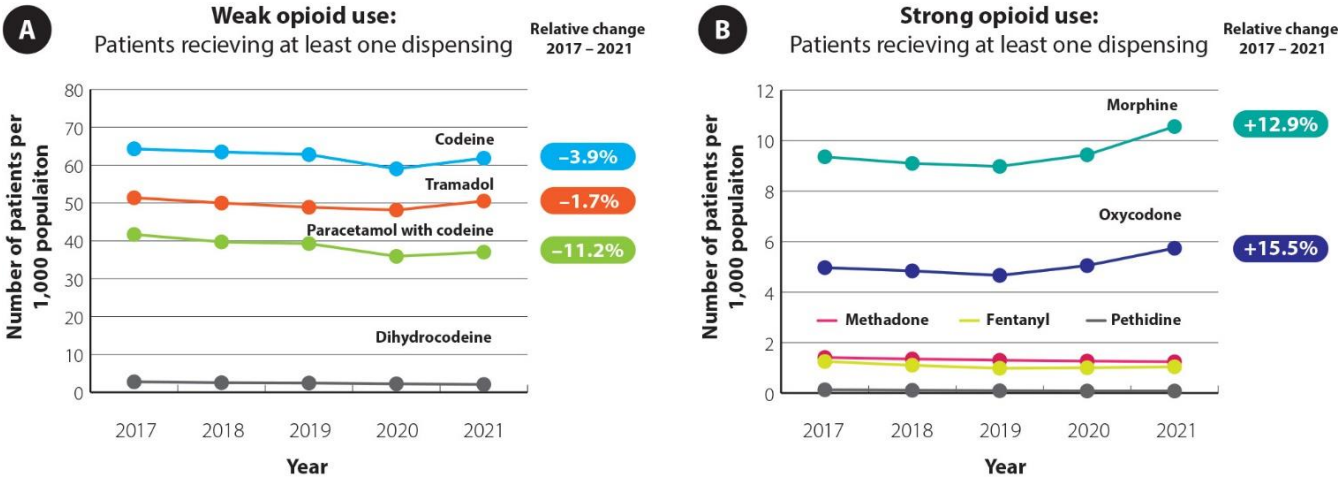 A
Weak opioid use:
Patients recieving at least one dispensing
Relative change
2017 – 2021
Number of patients per
1,000 populaiton
80
70
60
50
40
30
20
10
0
Codeine
Tramadol
Paracetamol with codeine
Dihydrocodeine
–3.9%
–1.7%
–11.2%
2017 2018 2019 2020 2021
Year
B
Strong opioid use:
Patients recieving at least one dispensing
Relative change
2017 – 2021
Number of patients per
1,000 populaiton
12
10
8
6
4
2
0
Morphine
Oxycodone
Methadone Fentanyl Pethidine
+12.9%
+15.5%
2017 2018 2019 2020 2021
Year